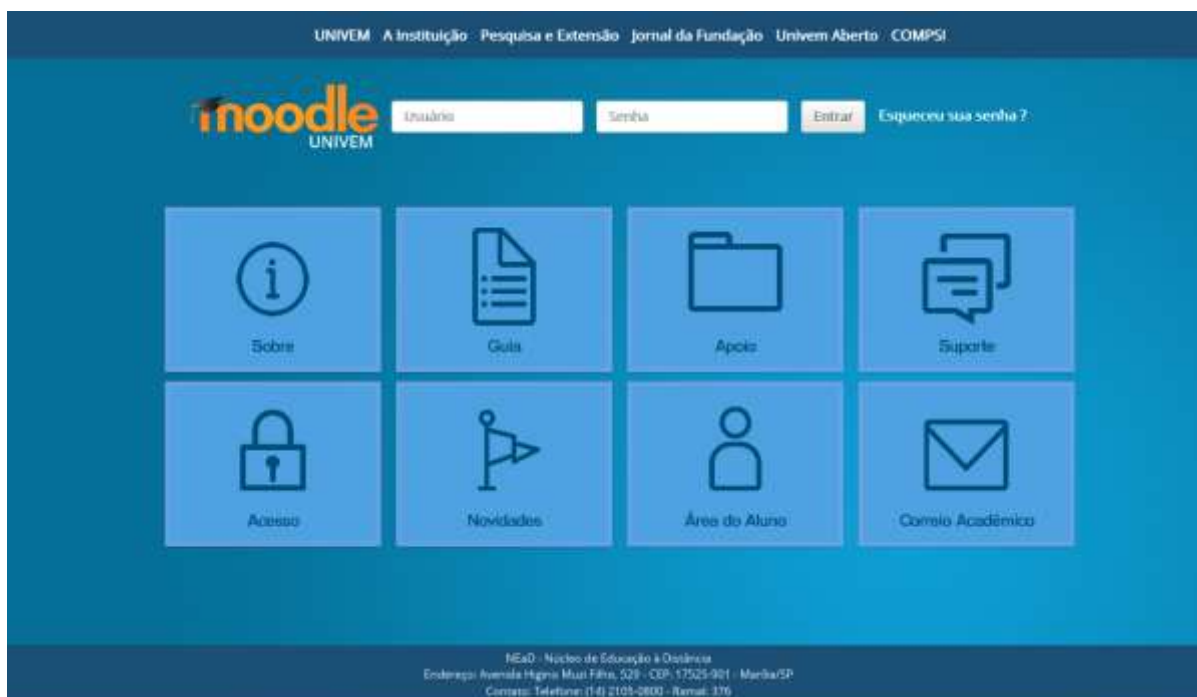 UNIVEM A Instituição Pesquisa e Extensão Jornal da Fundação Univem Aberto COMPSI
moodle
UNIVEM
Usuário Senha Entrar Esqueceu sua senha ?
Sobre Guia Apoio Suporte
Acesso Novidades Área do Aluno Correio Acadêmico
NEaD - Núcleo de Educação à Distância
Endereço: Avenida Hygino Muzi Filho, 529 - CEP: 17525-901 - Marília/SP
Contato: Telefone: (14) 2105-0800 - Ramal: 376